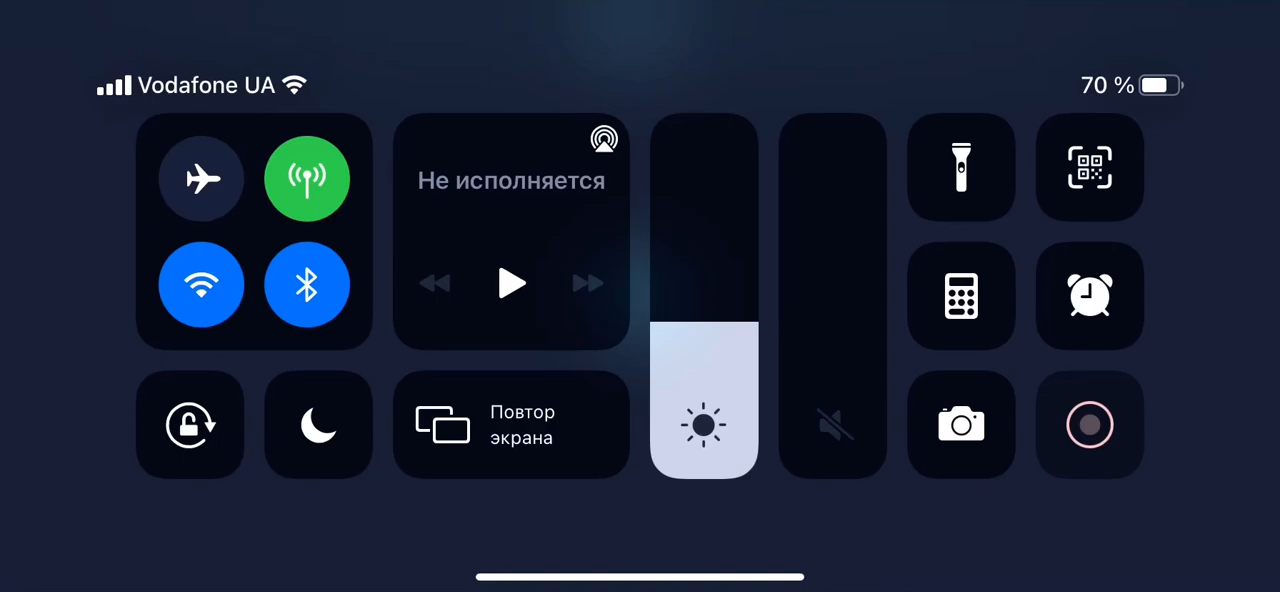 Vodafone UA
70 %
Не исполняется
Повтор
экрана